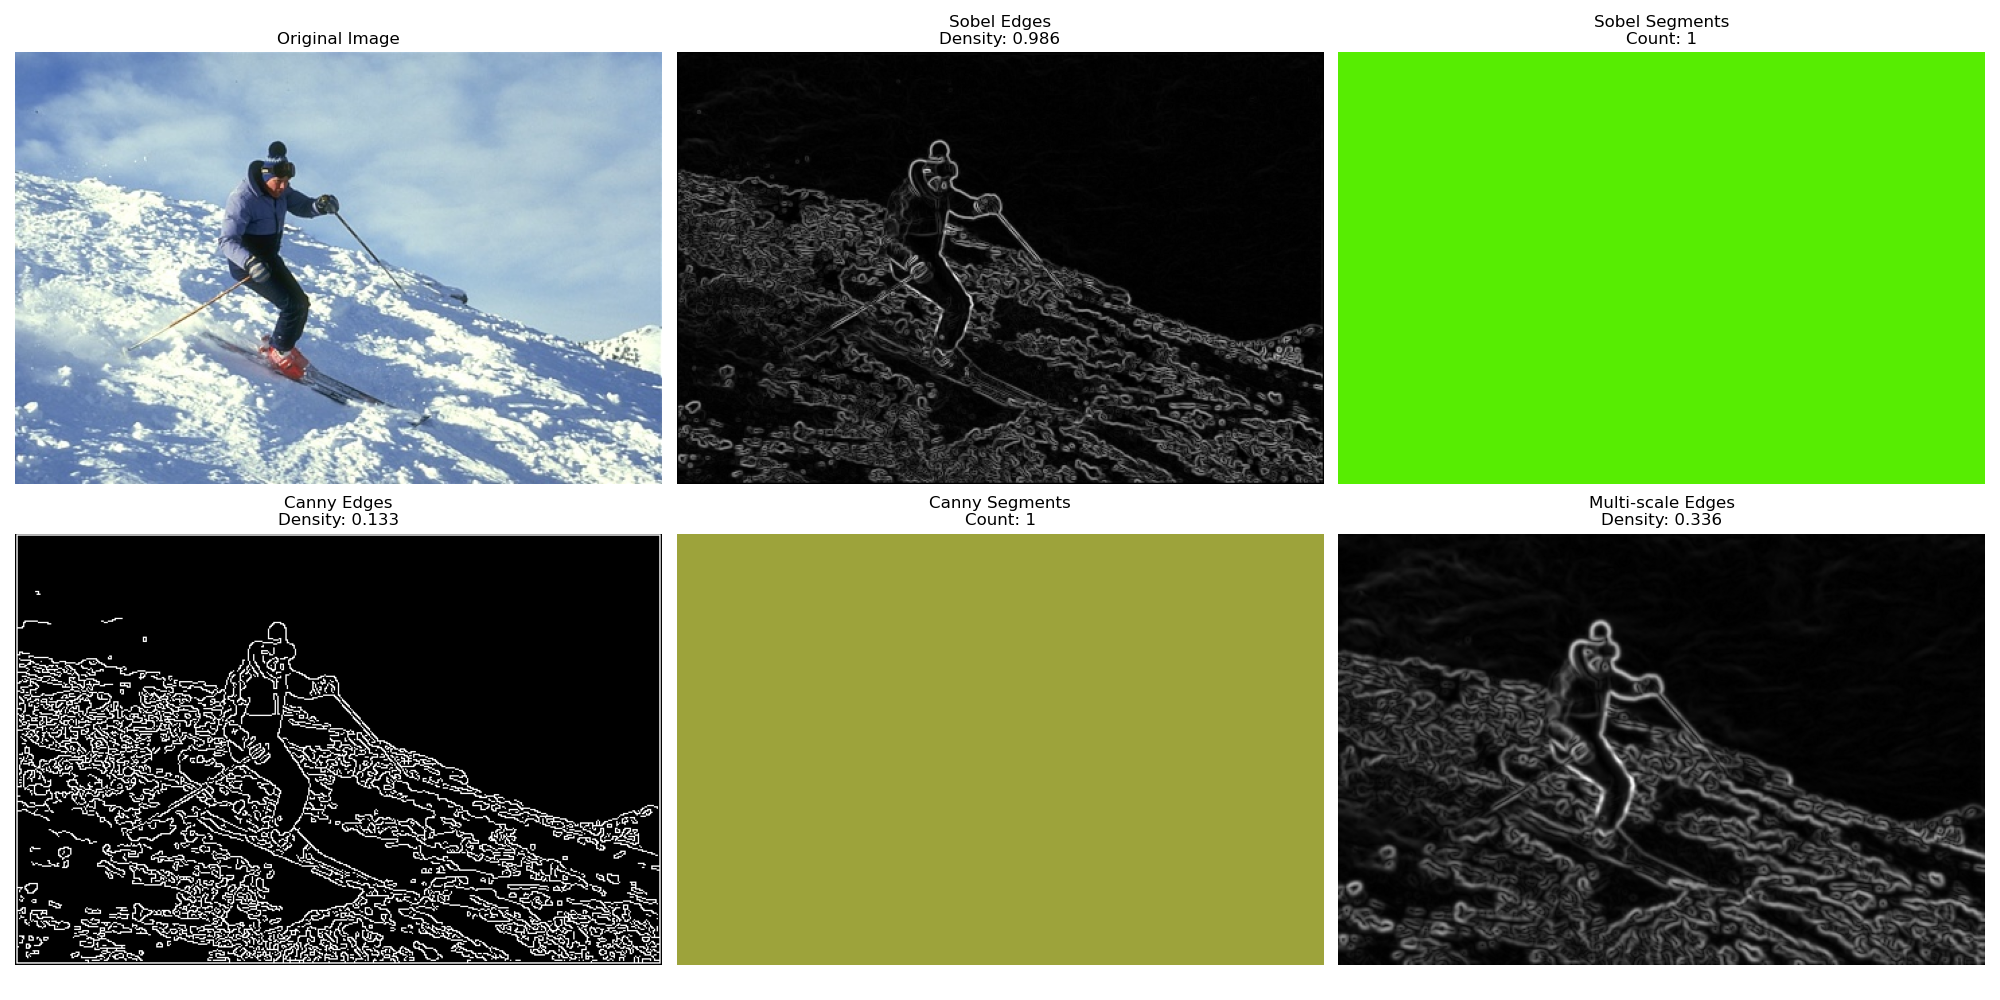 Original Image
Sobel Edges
Density: 0.986
Sobel Segments
Count: 1
Canny Edges
Density: 0.133
Canny Segments
Count: 1
Multi-scale Edges
Density: 0.336